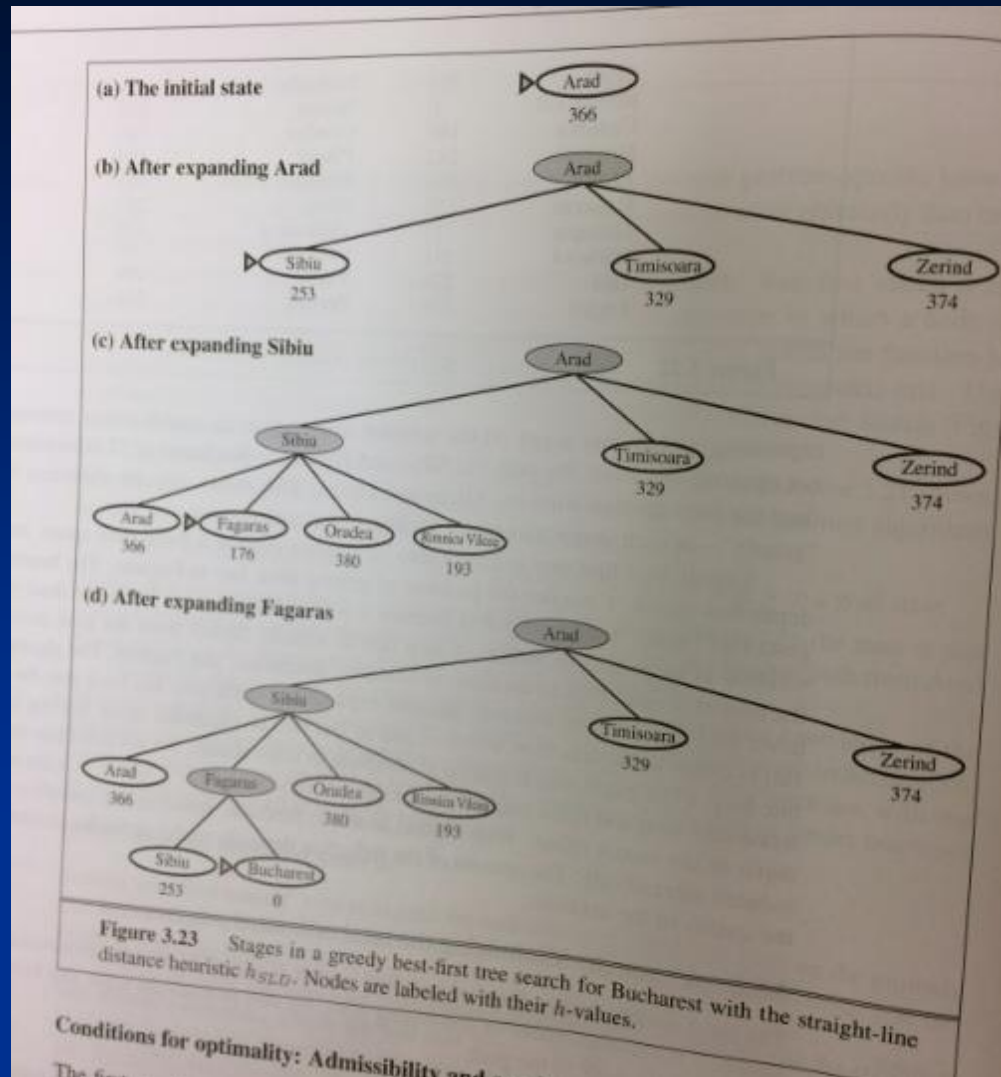 (a) The initial state
Arad
366
(b) After expanding Arad
Arad
Sibiu
253
Timisoara
329
Zerind
374
(c) After expanding Sibiu
Arad
Sibiu
Timisoara
329
Zerind
374
Arad
366
Fagaras
176
Oradea
380
Rimnicu Vilcea
193
(d) After expanding Fagaras
Arad
Sibiu
Timisoara
329
Zerind
374
Arad
366
Fagaras
Oradea
380
Rimnicu Vilcea
193
Sibiu
253
Bucharest
0
Figure 3.23 Stages in a greedy best-first tree search for Bucharest with the straight-line
distance heuristic hSLD. Nodes are labeled with their h-values.
Conditions for optimality: Admissibility and
The